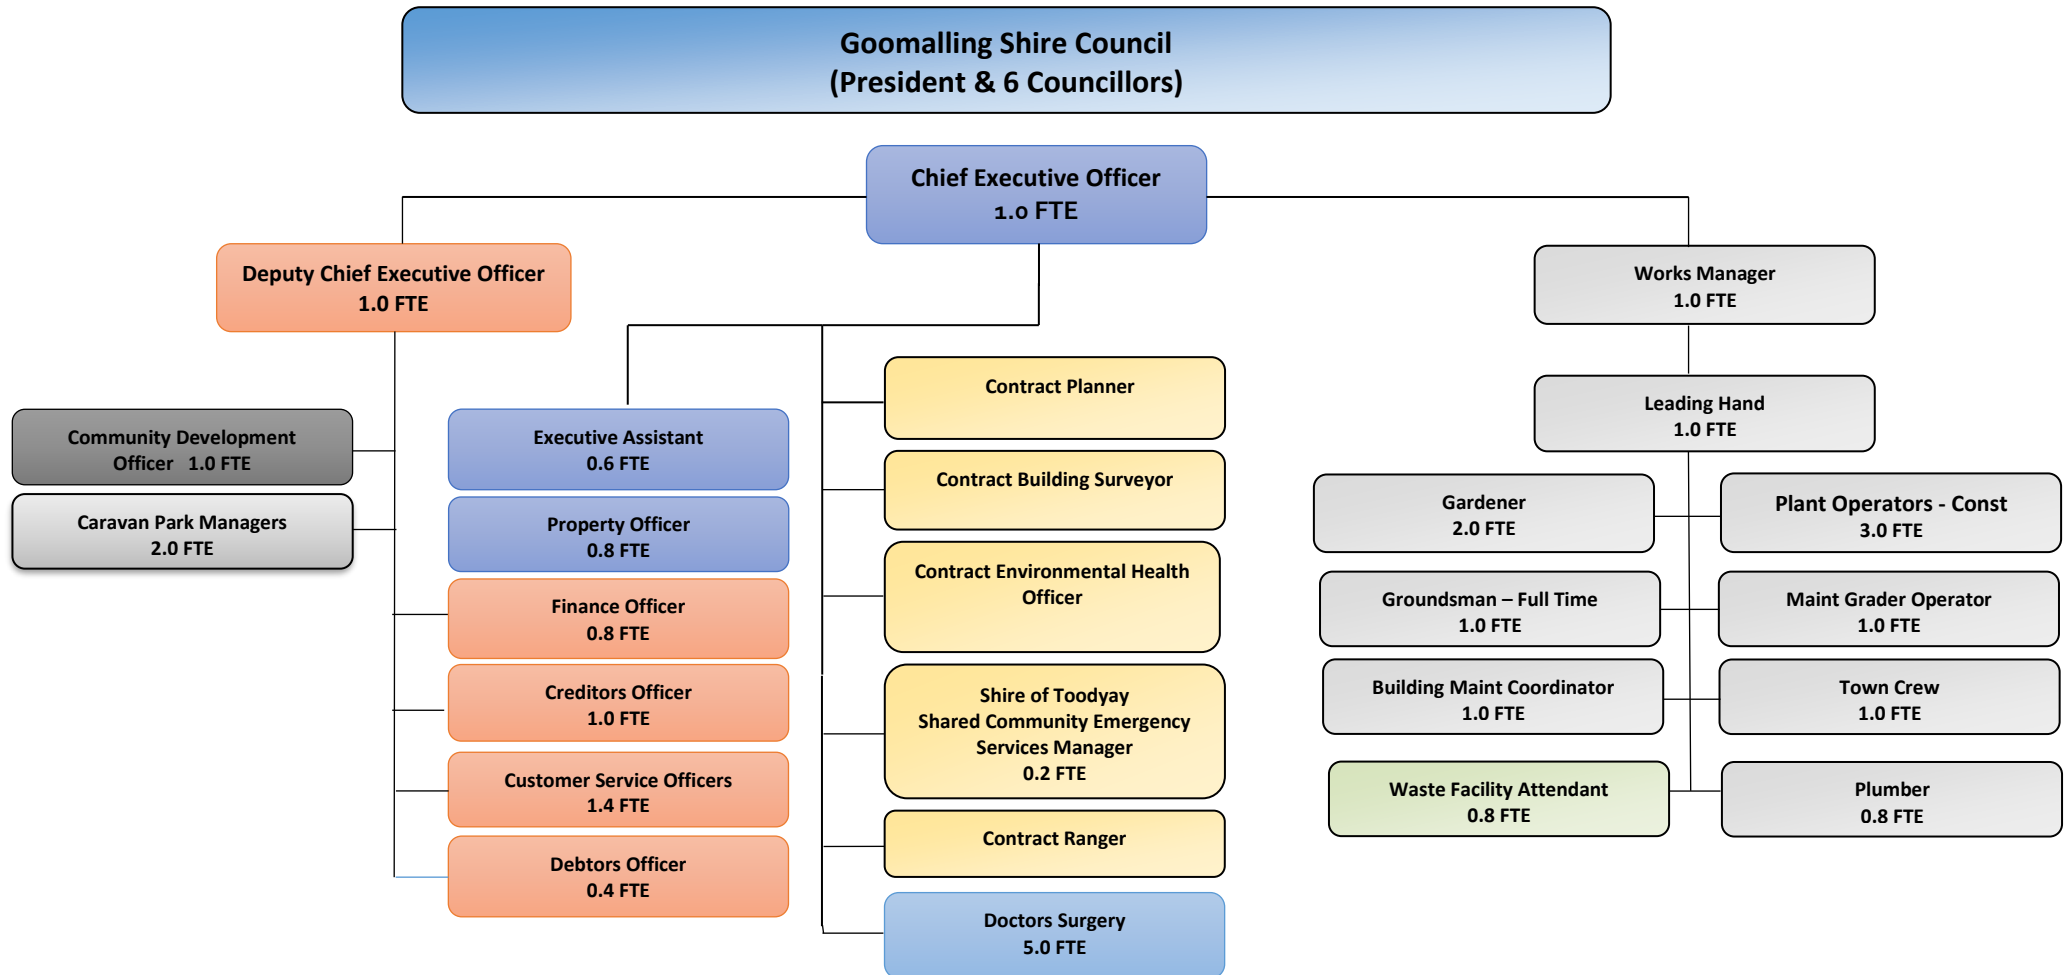 Goomalling Shire Council
(President & 6 Councillors)
Chief Executive Officer
1.0 FTE
Deputy Chief Executive Officer
1.0 FTE
Works Manager
1.0 FTE
Community Development
Officer 1.0 FTE
Caravan Park Managers
2.0 FTE
Executive Assistant
0.6 FTE
Property Officer
0.8 FTE
Finance Officer
0.8 FTE
Creditors Officer
1.0 FTE
Customer Service Officers
1.4 FTE
Debtors Officer
0.4 FTE
Contract Planner
Contract Building Surveyor
Contract Environmental Health
Officer
Shire of Toodyay
Shared Community Emergency
Services Manager
0.2 FTE
Contract Ranger
Doctors Surgery
5.0 FTE
Leading Hand
1.0 FTE
Gardener
2.0 FTE
Plant Operators - Const
3.0 FTE
Groundsman – Full Time
1.0 FTE
Maint Grader Operator
1.0 FTE
Building Maint Coordinator
1.0 FTE
Town Crew
1.0 FTE
Waste Facility Attendant
0.8 FTE
Plumber
0.8 FTE